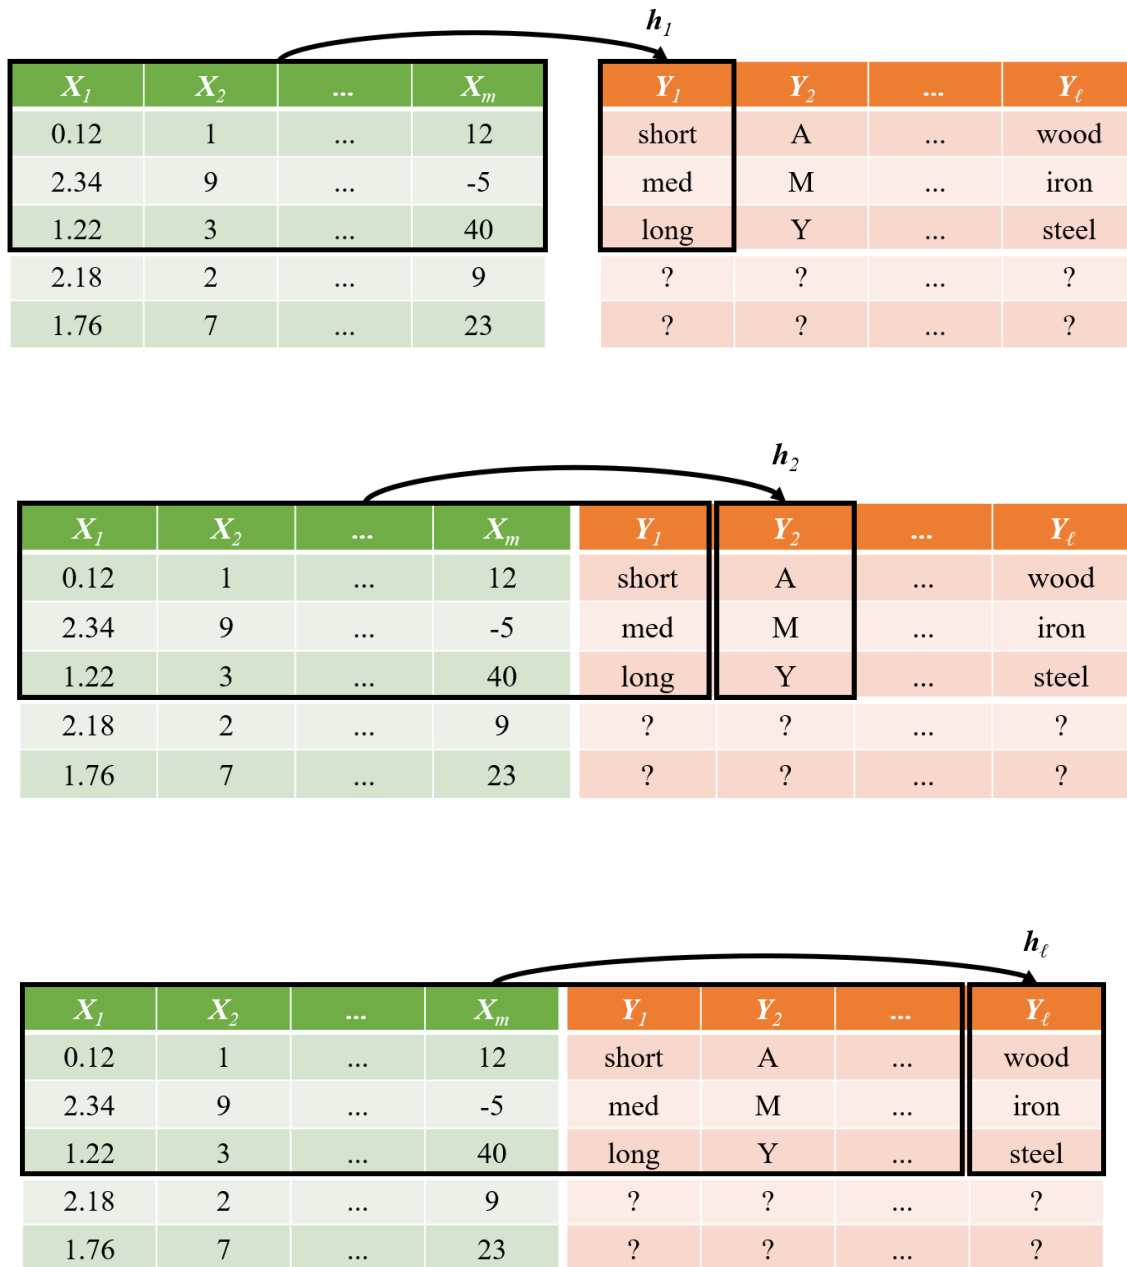 h₁
X₁ X₂ ... Xₘ Y₁ Y₂ ... Yℓ
0.12 1 ... 12 short A ... wood
2.34 9 ... -5 med M ... iron
1.22 3 ... 40 long Y ... steel
2.18 2 ... 9 ? ? ... ?
1.76 7 ... 23 ? ? ... ?
h₂
X₁ X₂ ... Xₘ Y₁ Y₂ ... Yℓ
0.12 1 ... 12 short A ... wood
2.34 9 ... -5 med M ... iron
1.22 3 ... 40 long Y ... steel
2.18 2 ... 9 ? ? ... ?
1.76 7 ... 23 ? ? ... ?
hℓ
X₁ X₂ ... Xₘ Y₁ Y₂ ... Yℓ
0.12 1 ... 12 short A ... wood
2.34 9 ... -5 med M ... iron
1.22 3 ... 40 long Y ... steel
2.18 2 ... 9 ? ? ... ?
1.76 7 ... 23 ? ? ... ?